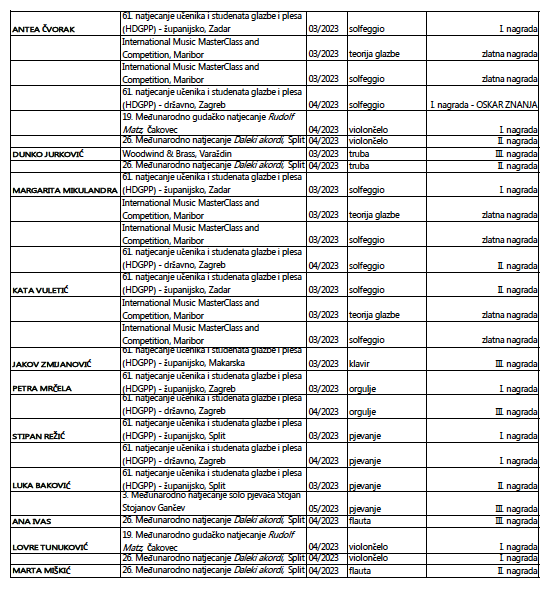 61. natjecanje učenika i studenata glazbe i plesa
ANTEA ČVORAK (HDGPP) - županijsko, Zadar 03/2023 solfeggio I. nagrada
International Music MasterClass and
Competition, Maribor 03/2023 teorija glazbe zlatna nagrada
International Music MasterClass and
Competition, Maribor 03/2023 solfeggio zlatna nagrada
61. natjecanje učenika i studenata glazbe i plesa
(HDGPP) - državno, Zagreb 04/2023 solfeggio I. nagrada - OSKAR ZNANJA
19. Međunarodno gudačko natjecanje Rudolf
Matz, Čakovec 04/2023 violončelo I. nagrada
26. Međunarodno natjecanje Daleki akordi, Split 04/2023 violončelo II. nagrada
DUNKO JURKOVIĆ Woodwind & Brass, Varaždin 03/2023 truba III. nagrada
26. Međunarodno natjecanje Daleki akordi, Split 04/2023 truba II. nagrada
61. natjecanje učenika i studenata glazbe i plesa
MARGARITA MIKULANDRA (HDGPP) - županijsko, Zadar 03/2023 solfeggio I. nagrada
International Music MasterClass and
Competition, Maribor 03/2023 teorija glazbe zlatna nagrada
International Music MasterClass and
Competition, Maribor 03/2023 solfeggio zlatna nagrada
61. natjecanje učenika i studenata glazbe i plesa
(HDGPP) - državno, Zagreb 04/2023 solfeggio II. nagrada
61. natjecanje učenika i studenata glazbe i plesa
KATA VULETIĆ (HDGPP) - županijsko, Zadar 03/2023 solfeggio II. nagrada
International Music MasterClass and
Competition, Maribor 03/2023 teorija glazbe zlatna nagrada
International Music MasterClass and
Competition, Maribor 03/2023 solfeggio zlatna nagrada
61. natjecanje učenika i studenata glazbe i plesa
JAKOV ZMIJANOVIĆ (HDGPP) - županijsko, Makarska 03/2023 klavir III. nagrada
61. natjecanje učenika i studenata glazbe i plesa
PETRA MRČELA (HDGPP) - županijsko, Zagreb 03/2023 orgulje I. nagrada
61. natjecanje učenika i studenata glazbe i plesa
(HDGPP) - državno, Zagreb 04/2023 orgulje III. nagrada
61. natjecanje učenika i studenata glazbe i plesa
STIPAN REŽIĆ (HDGPP) - županijsko, Split 03/2023 pjevanje I. nagrada
61. natjecanje učenika i studenata glazbe i plesa
(HDGPP) - državno, Zagreb 04/2023 pjevanje I. nagrada
61. natjecanje učenika i studenata glazbe i plesa
LUKA BAKOVIĆ (HDGPP) - županijsko, Split 03/2023 pjevanje II. nagrada
3. Međunarodno natjecanje solo pjevača Stojan
Stojanov Gančev 05/2023 pjevanje III. nagrada
ANA IVAS 26. Međunarodno natjecanje Daleki akordi, Split 04/2023 flauta III. nagrada
19. Međunarodno gudačko natjecanje Rudolf
LOVRE TUNUKOVIĆ Matz, Čakovec 04/2023 violončelo I. nagrada
26. Međunarodno natjecanje Daleki akordi, Split 04/2023 violončelo I. nagrada
MARTA MIŠKIĆ 26. Međunarodno natjecanje Daleki akordi, Split 04/2023 flauta II. nagrada